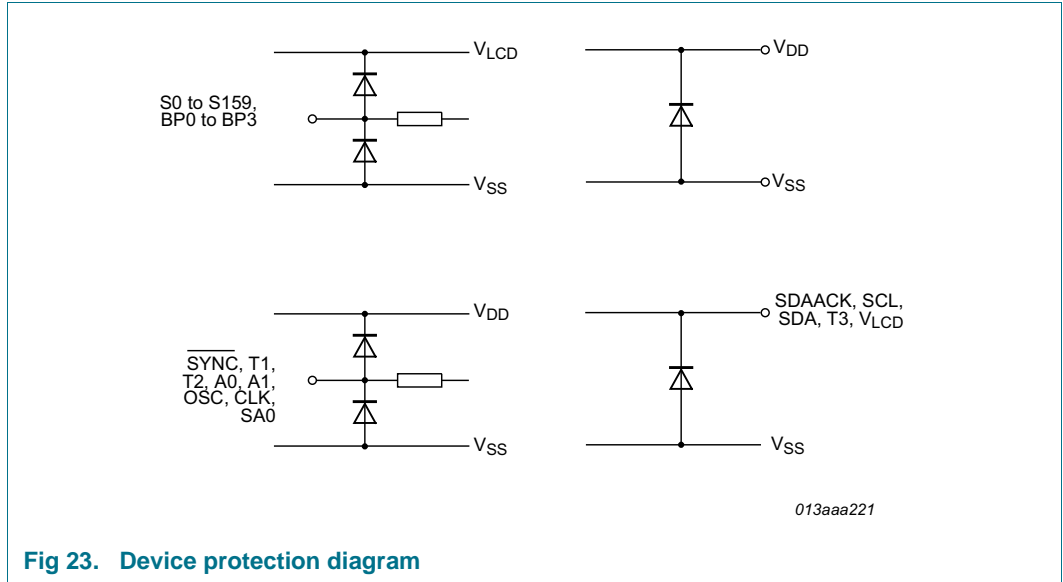 S0 to S159,
BP0 to BP3
VLCD
VSS
VDD
VSS
SYNC, T1,
T2, A0, A1,
OSC, CLK,
SA0
VDD
VSS
SDAACK, SCL,
SDA, T3, VLCD
VSS
013aaa221
Fig 23. Device protection diagram